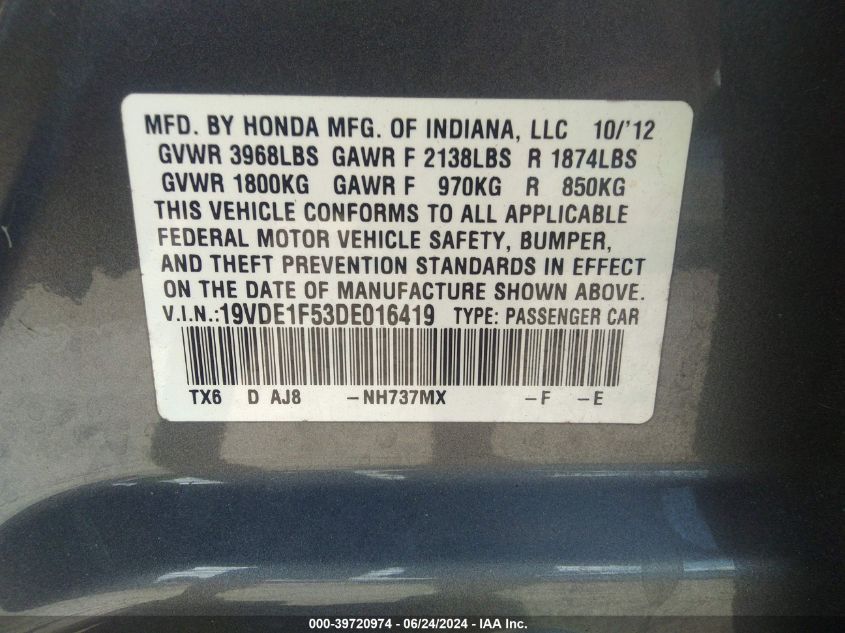 MFD. BY HONDA MFG. OF INDIANA, LLC 10/'12
GVWR 3968LBS GAWR F 2138LBS R 1874LBS
GVWR 1800KG GAWR F 970KG R 850KG
THIS VEHICLE CONFORMS TO ALL APPLICABLE
FEDERAL MOTOR VEHICLE SAFETY, BUMPER,
AND THEFT PREVENTION STANDARDS IN EFFECT
ON THE DATE OF MANUFACTURE SHOWN ABOVE.
V.I.N.:19VDE1F53DE016419 TYPE: PASSENGER CAR
TX6 D AJ8 -NH737MX -F -E
000-39720974 - 06/24/2024 - IAA Inc.